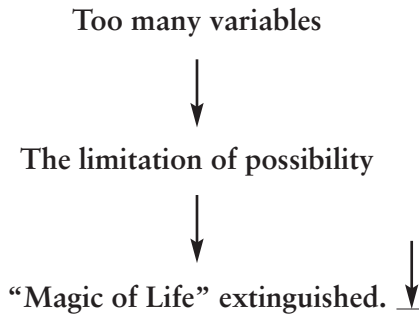 Too many variables
The limitation of possibility
“Magic of Life” extinguished.